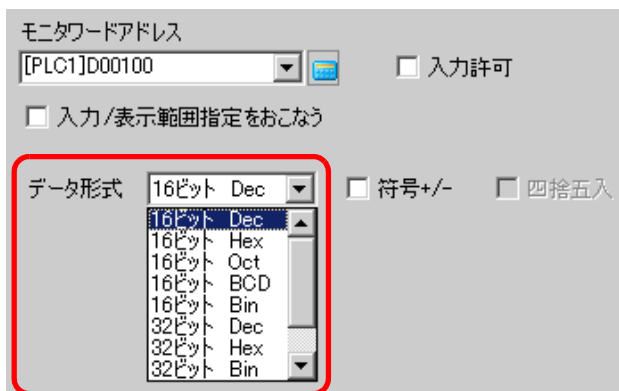 モニタワードアドレス
[PLC1]D00100
入力許可
入力/表示範囲指定をおこなう
データ形式 16ビット Dec 符号+/- 四捨五入
16ビット Dec
16ビット Hex
16ビット Oct
16ビット BCD
16ビット Bin
32ビット Dec
32ビット Hex
32ビット Bin